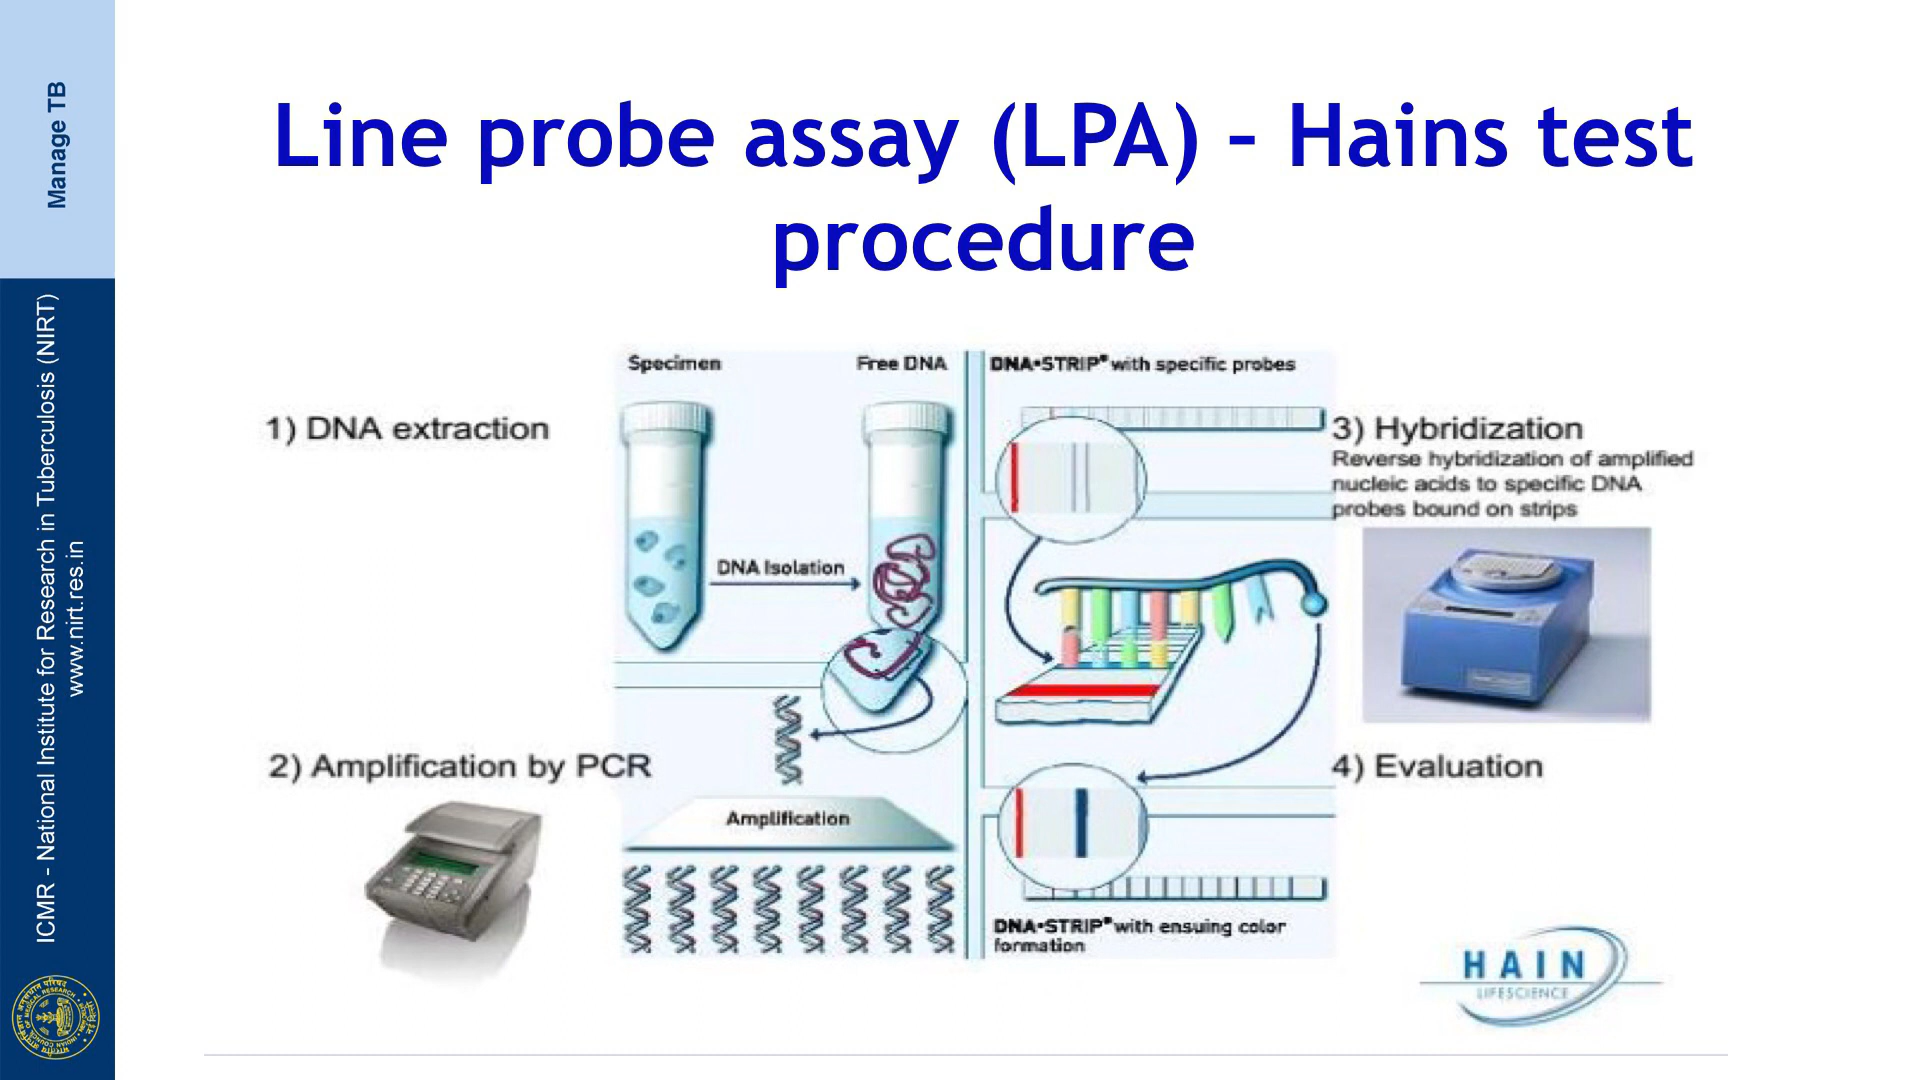 Manage TB
ICMR - National Institute for Research in Tuberculosis (NIRT)
www.nirt.res.in
Line probe assay (LPA) – Hains test
procedure
1) DNA extraction
Specimen
Free DNA
DNA Isolation
2) Amplification by PCR
Amplification
DNA•STRIP® with specific probes
3) Hybridization
Reverse hybridization of amplified
nucleic acids to specific DNA
probes bound on strips
4) Evaluation
DNA•STRIP® with ensuing color
formation
HAIN
LIFESCIENCE